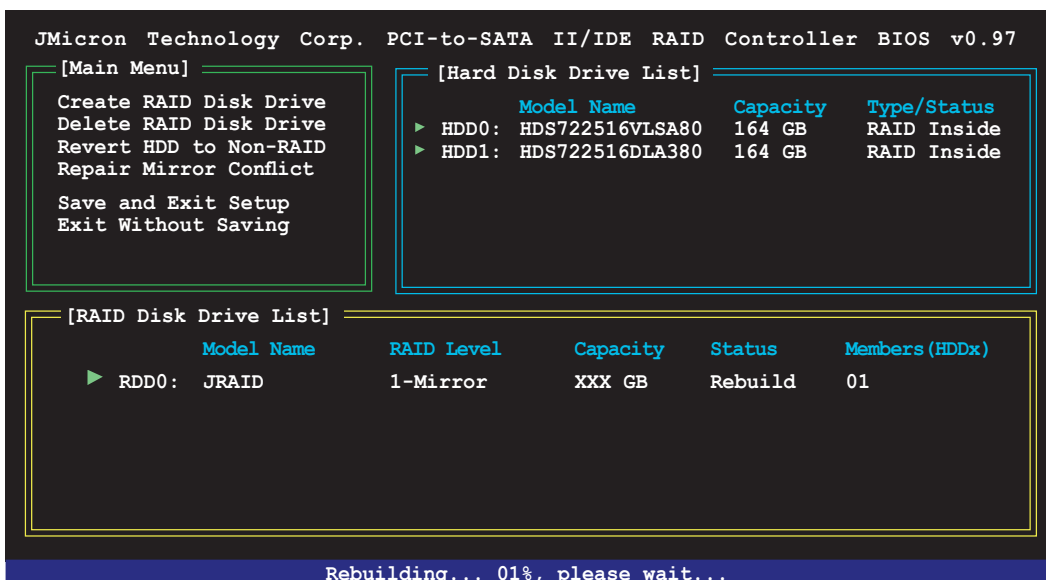 JMicron Technology Corp. PCI-to-SATA II/IDE RAID Controller BIOS v0.97
[Main Menu]
Create RAID Disk Drive
Delete RAID Disk Drive
Revert HDD to Non-RAID
Repair Mirror Conflict
Save and Exit Setup
Exit Without Saving
[Hard Disk Drive List]
Model Name Capacity Type/Status
HDD0: HDS722516VLSA80 164 GB RAID Inside
HDD1: HDS722516DLA380 164 GB RAID Inside
[RAID Disk Drive List]
Model Name RAID Level Capacity Status Members(HDDx)
RDD0: JRAID 1-Mirror XXX GB Rebuild 01
Rebuilding... 01%, please wait...